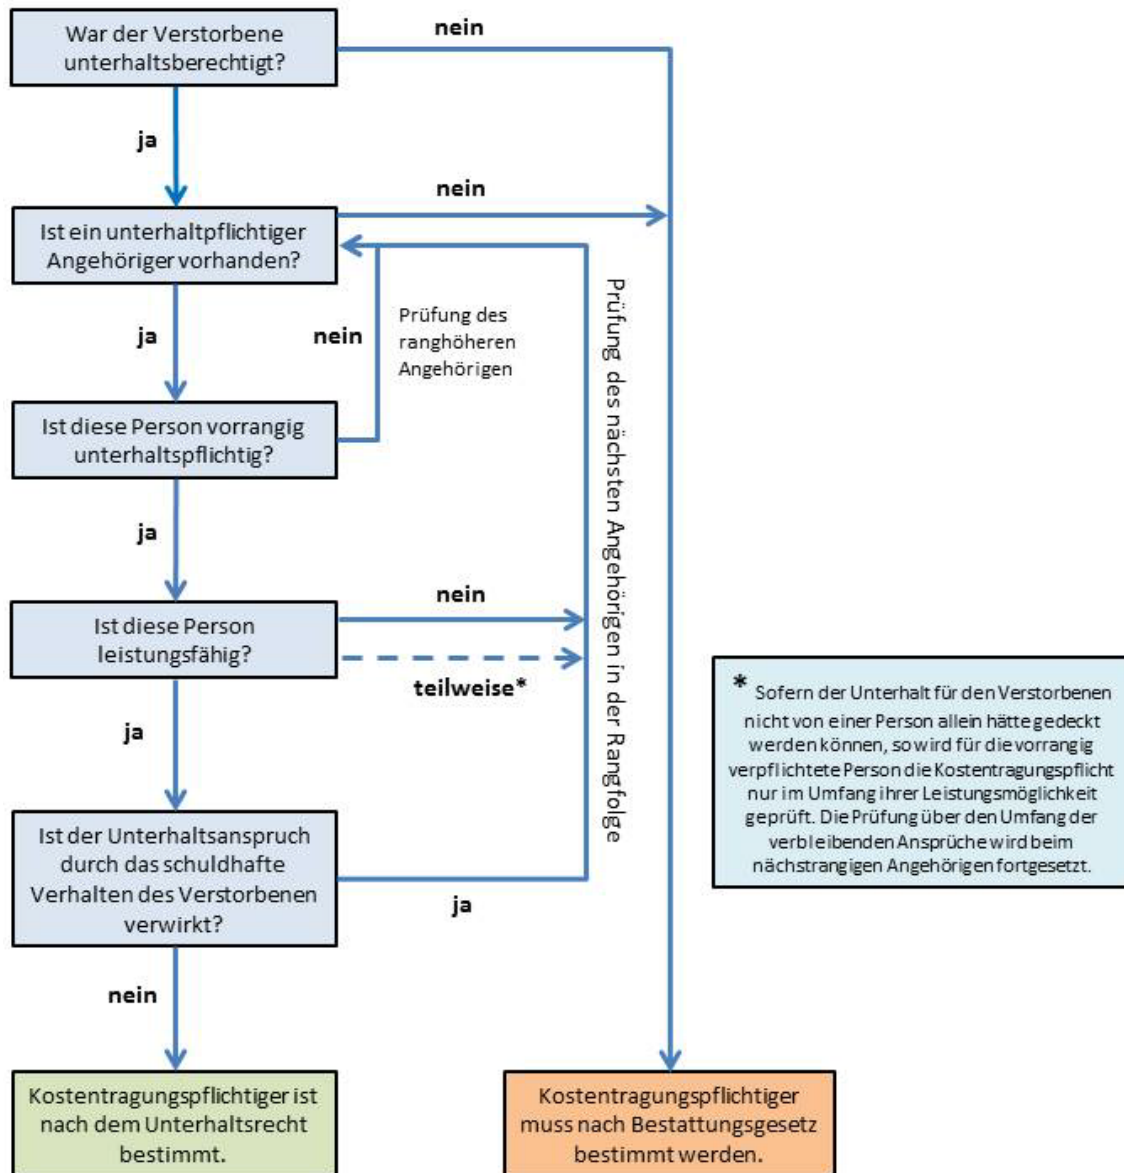 War der Verstorbene
unterhaltsberechtigt?
nein
ja
nein
Ist ein unterhaltpflichtiger
Angehöriger vorhanden?
ja
nein
Prüfung des
ranghöheren
Angehörigen
Prüfung des nächsten Angehörigen in der Rangfolge
Ist diese Person vorrangig
unterhaltspflichtig?
ja
nein
Ist diese Person
leistungsfähig?
teilweise*
ja
* Sofern der Unterhalt für den Verstorbenen
nicht von einer Person allein hätte gedeckt
werden können, so wird für die vorrangig
verpflichtete Person die Kostentragungspflicht
nur im Umfang ihrer Leistungsmöglichkeit
geprüft. Die Prüfung über den Umfang der
verbleibenden Ansprüche wird beim
nächstrangigen Angehörigen fortgesetzt.
Ist der Unterhaltsanspruch
durch das schuldhafte
Verhalten des Verstorbenen
verwirkt?
ja
nein
Kostentragungspflichtiger ist
nach dem Unterhaltsrecht
bestimmt.
Kostentragungspflichtiger
muss nach Bestattungsgesetz
bestimmt werden.